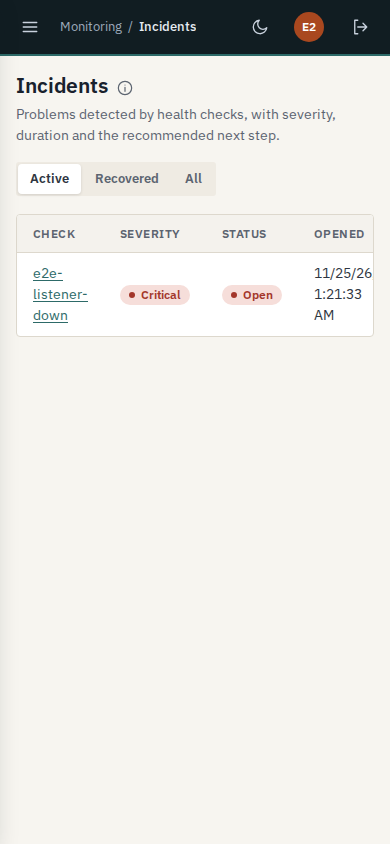 Monitoring / Incidents
E2
Incidents
Problems detected by health checks, with severity,
duration and the recommended next step.
Active Recovered All
CHECK SEVERITY STATUS OPENED
e2e-
listener-
down
Critical
Open
11/25/26
1:21:33
AM